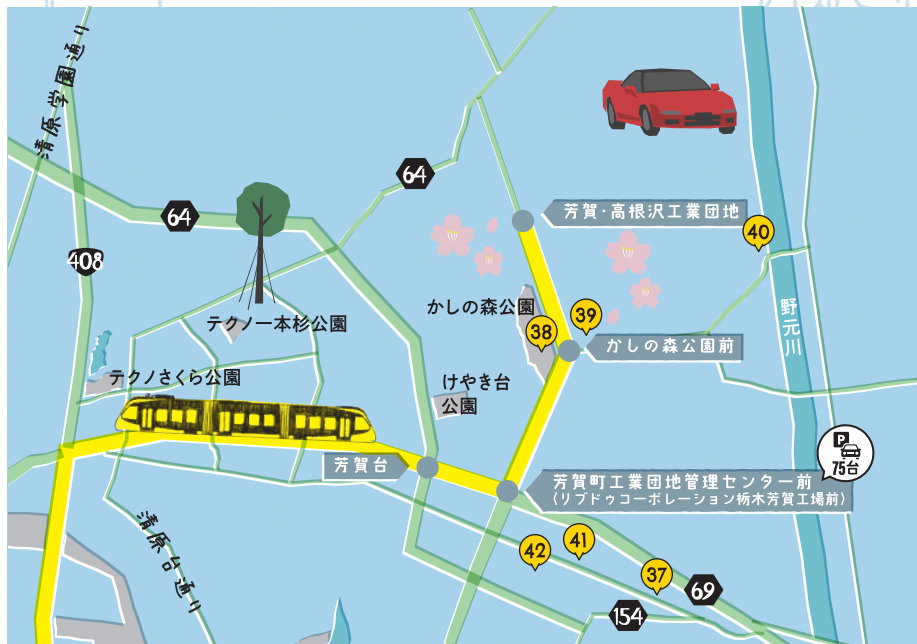 清原学園通り
64
64
408
芳賀・高根沢工業団地
40
かしの森公園
39
38
テクノ一本杉公園
かしの森公園前
野元川
テクノさくら公園
けやき台
公園
芳賀台
P
75台
芳賀町工業団地管理センター前
(リブドゥコーポレーション栃木芳賀工場前)
清原台通り
42
41
37
69
154